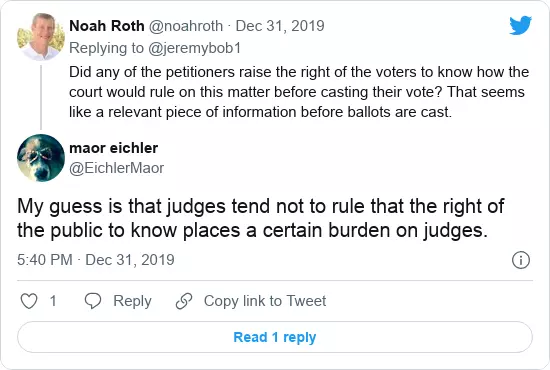 Noah Roth @noahroth · Dec 31, 2019
Replying to @jeremybob1
Did any of the petitioners raise the right of the voters to know how the
court would rule on this matter before casting their vote? That seems
like a relevant piece of information before ballots are cast.
maor eichler
@EichlerMaor
My guess is that judges tend not to rule that the right of
the public to know places a certain burden on judges.
5:40 PM · Dec 31, 2019
1 Reply Copy link to Tweet
Read 1 reply